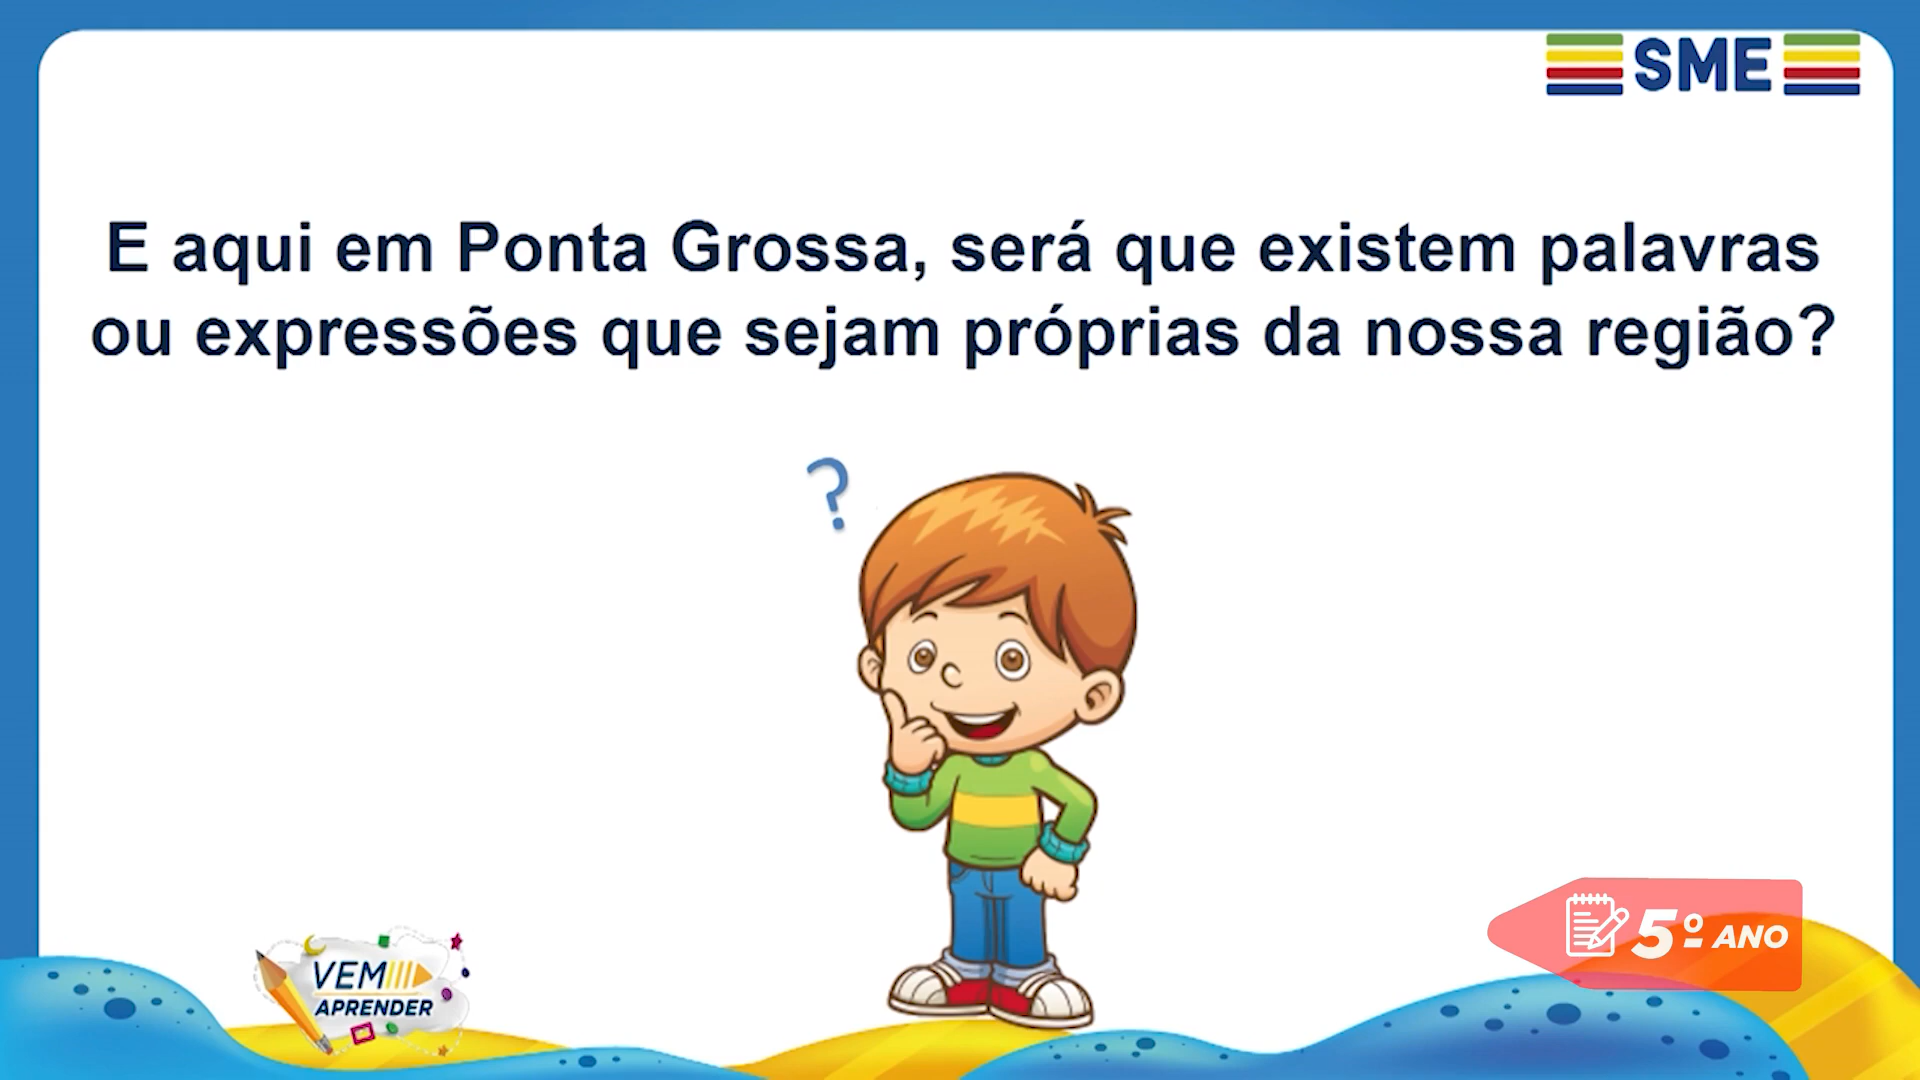 SME
E aqui em Ponta Grossa, será que existem palavras
ou expressões que sejam próprias da nossa região?
?
5º ANO
VEM
APRENDER